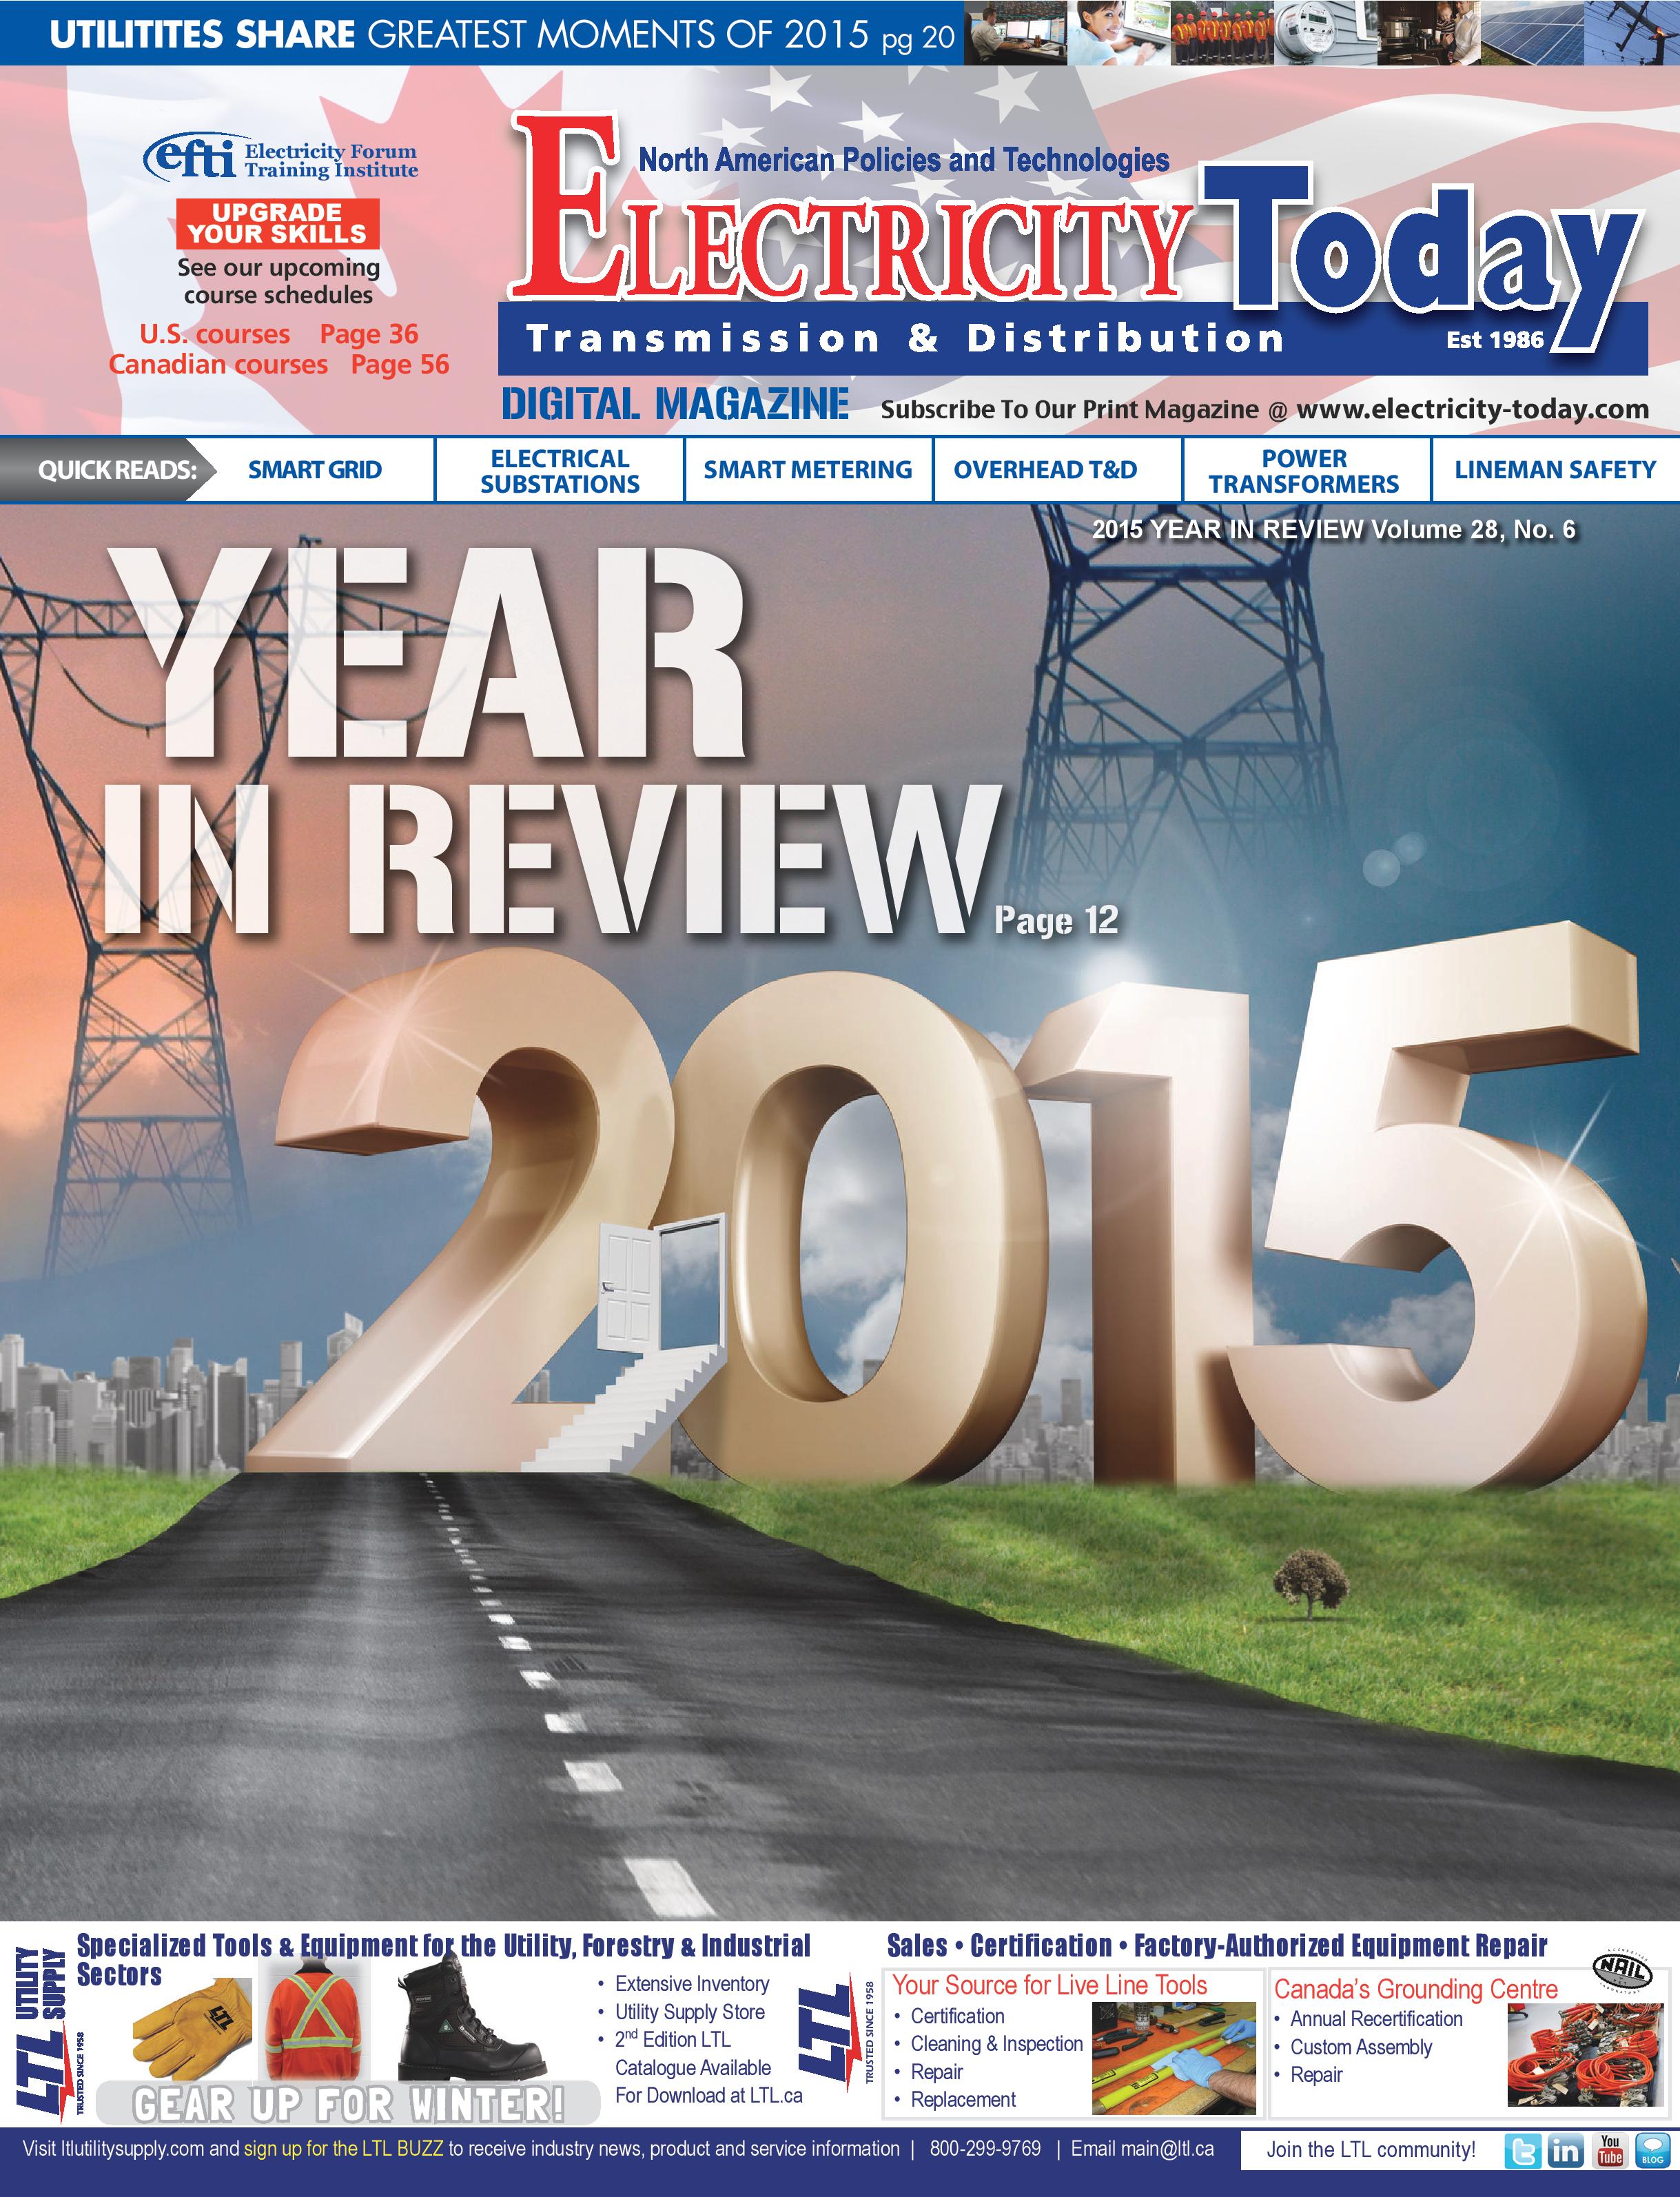 UTILITITES SHARE GREATEST MOMENTS OF 2015 pg 20
efti Electricity Forum
Training Institute
UPGRADE
YOUR SKILLS
See our upcoming
course schedules
U.S. courses Page 36
Canadian courses Page 56
North American Policies and Technologies
ELECTRICITY Today
Transmission & Distribution Est 1986
DIGITAL MAGAZINE Subscribe To Our Print Magazine @ www.electricity-today.com
QUICK READS:
SMART GRID
ELECTRICAL
SUBSTATIONS
SMART METERING
OVERHEAD T&D
POWER
TRANSFORMERS
LINEMAN SAFETY
2015 YEAR IN REVIEW Volume 28, No. 6
YEAR
IN REVIEW
Page 12
2015
LTL UTILITY
SUPPLY
TRUSTED SINCE 1958
Specialized Tools & Equipment for the Utility, Forestry & Industrial
Sectors
LTL
GEAR UP FOR WINTER!
• Extensive Inventory
• Utility Supply Store
• 2nd Edition LTL
Catalogue Available
For Download at LTL.ca
LTL
TRUSTED SINCE 1958
Sales • Certification • Factory-Authorized Equipment Repair
Your Source for Live Line Tools
• Certification
• Cleaning & Inspection
• Repair
• Replacement
Canada's Grounding Centre
• Annual Recertification
• Custom Assembly
• Repair
NAIL
Visit ltlutilitysupply.com and sign up for the LTL BUZZ to receive industry news, product and service information | 800-299-9769 | Email main@ltl.ca
Join the LTL community!
in
You
Tube
BLOG